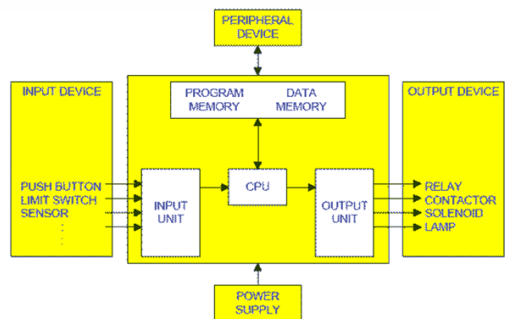 PERIPHERAL
DEVICE
INPUT DEVICE
PUSH BUTTON
LIMIT SWITCH
SENSOR
:
PROGRAM
MEMORY
DATA
MEMORY
INPUT
UNIT
CPU
OUTPUT
UNIT
OUTPUT DEVICE
RELAY
CONTACTOR
SOLENOID
LAMP
POWER
SUPPLY